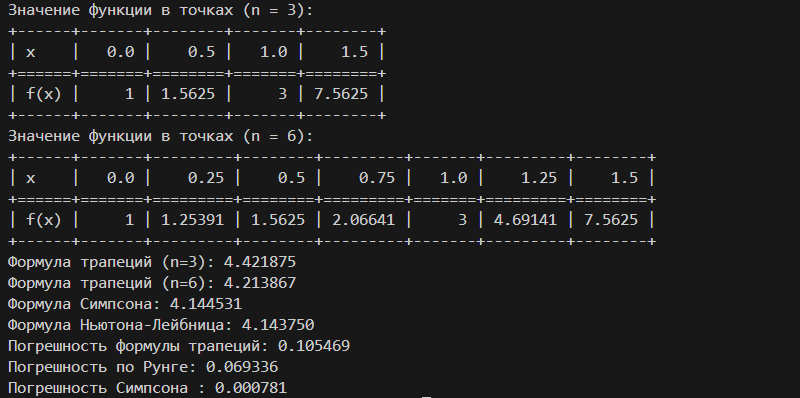 Значение функции в точках (n = 3):
+------+-------+--------+-------+--------+
| x    |   0.0 |    0.5 |   1.0 |    1.5 |
+======+=======+========+=======+========+
| f(x) |     1 | 1.5625 |     3 | 7.5625 |
+------+-------+--------+-------+--------+
Значение функции в точках (n = 6):
+------+-------+---------+--------+---------+-------+---------+--------+
| x    |   0.0 |    0.25 |    0.5 |    0.75 |   1.0 |    1.25 |    1.5 |
+======+=======+=========+========+=========+=======+=========+========+
| f(x) |     1 | 1.25391 | 1.5625 | 2.06641 |     3 | 4.69141 | 7.5625 |
+------+-------+---------+--------+---------+-------+---------+--------+
Формула трапеций (n=3): 4.421875
Формула трапеций (n=6): 4.213867
Формула Симпсона: 4.144531
Формула Ньютона-Лейбница: 4.143750
Погрешность формулы трапеций: 0.105469
Погрешность по Рунге: 0.069336
Погрешность Симпсона : 0.000781